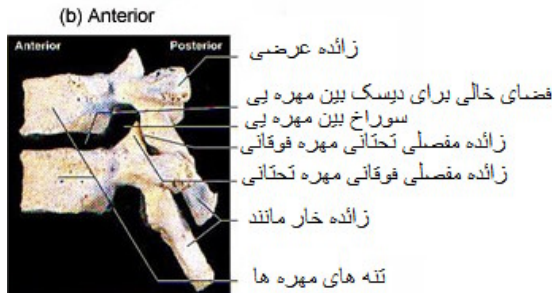 (b) Anterior
Anterior
Posterior
زائده عرضی
فضای خالی برای دیسک بین مهره یی
سوراخ بین مهره یی
زائده مفصلی تحتانی مهره فوقانی
زائده مفصلی فوقانی مهره تحتانی
زائده خار مانند
تنه های مهره ها